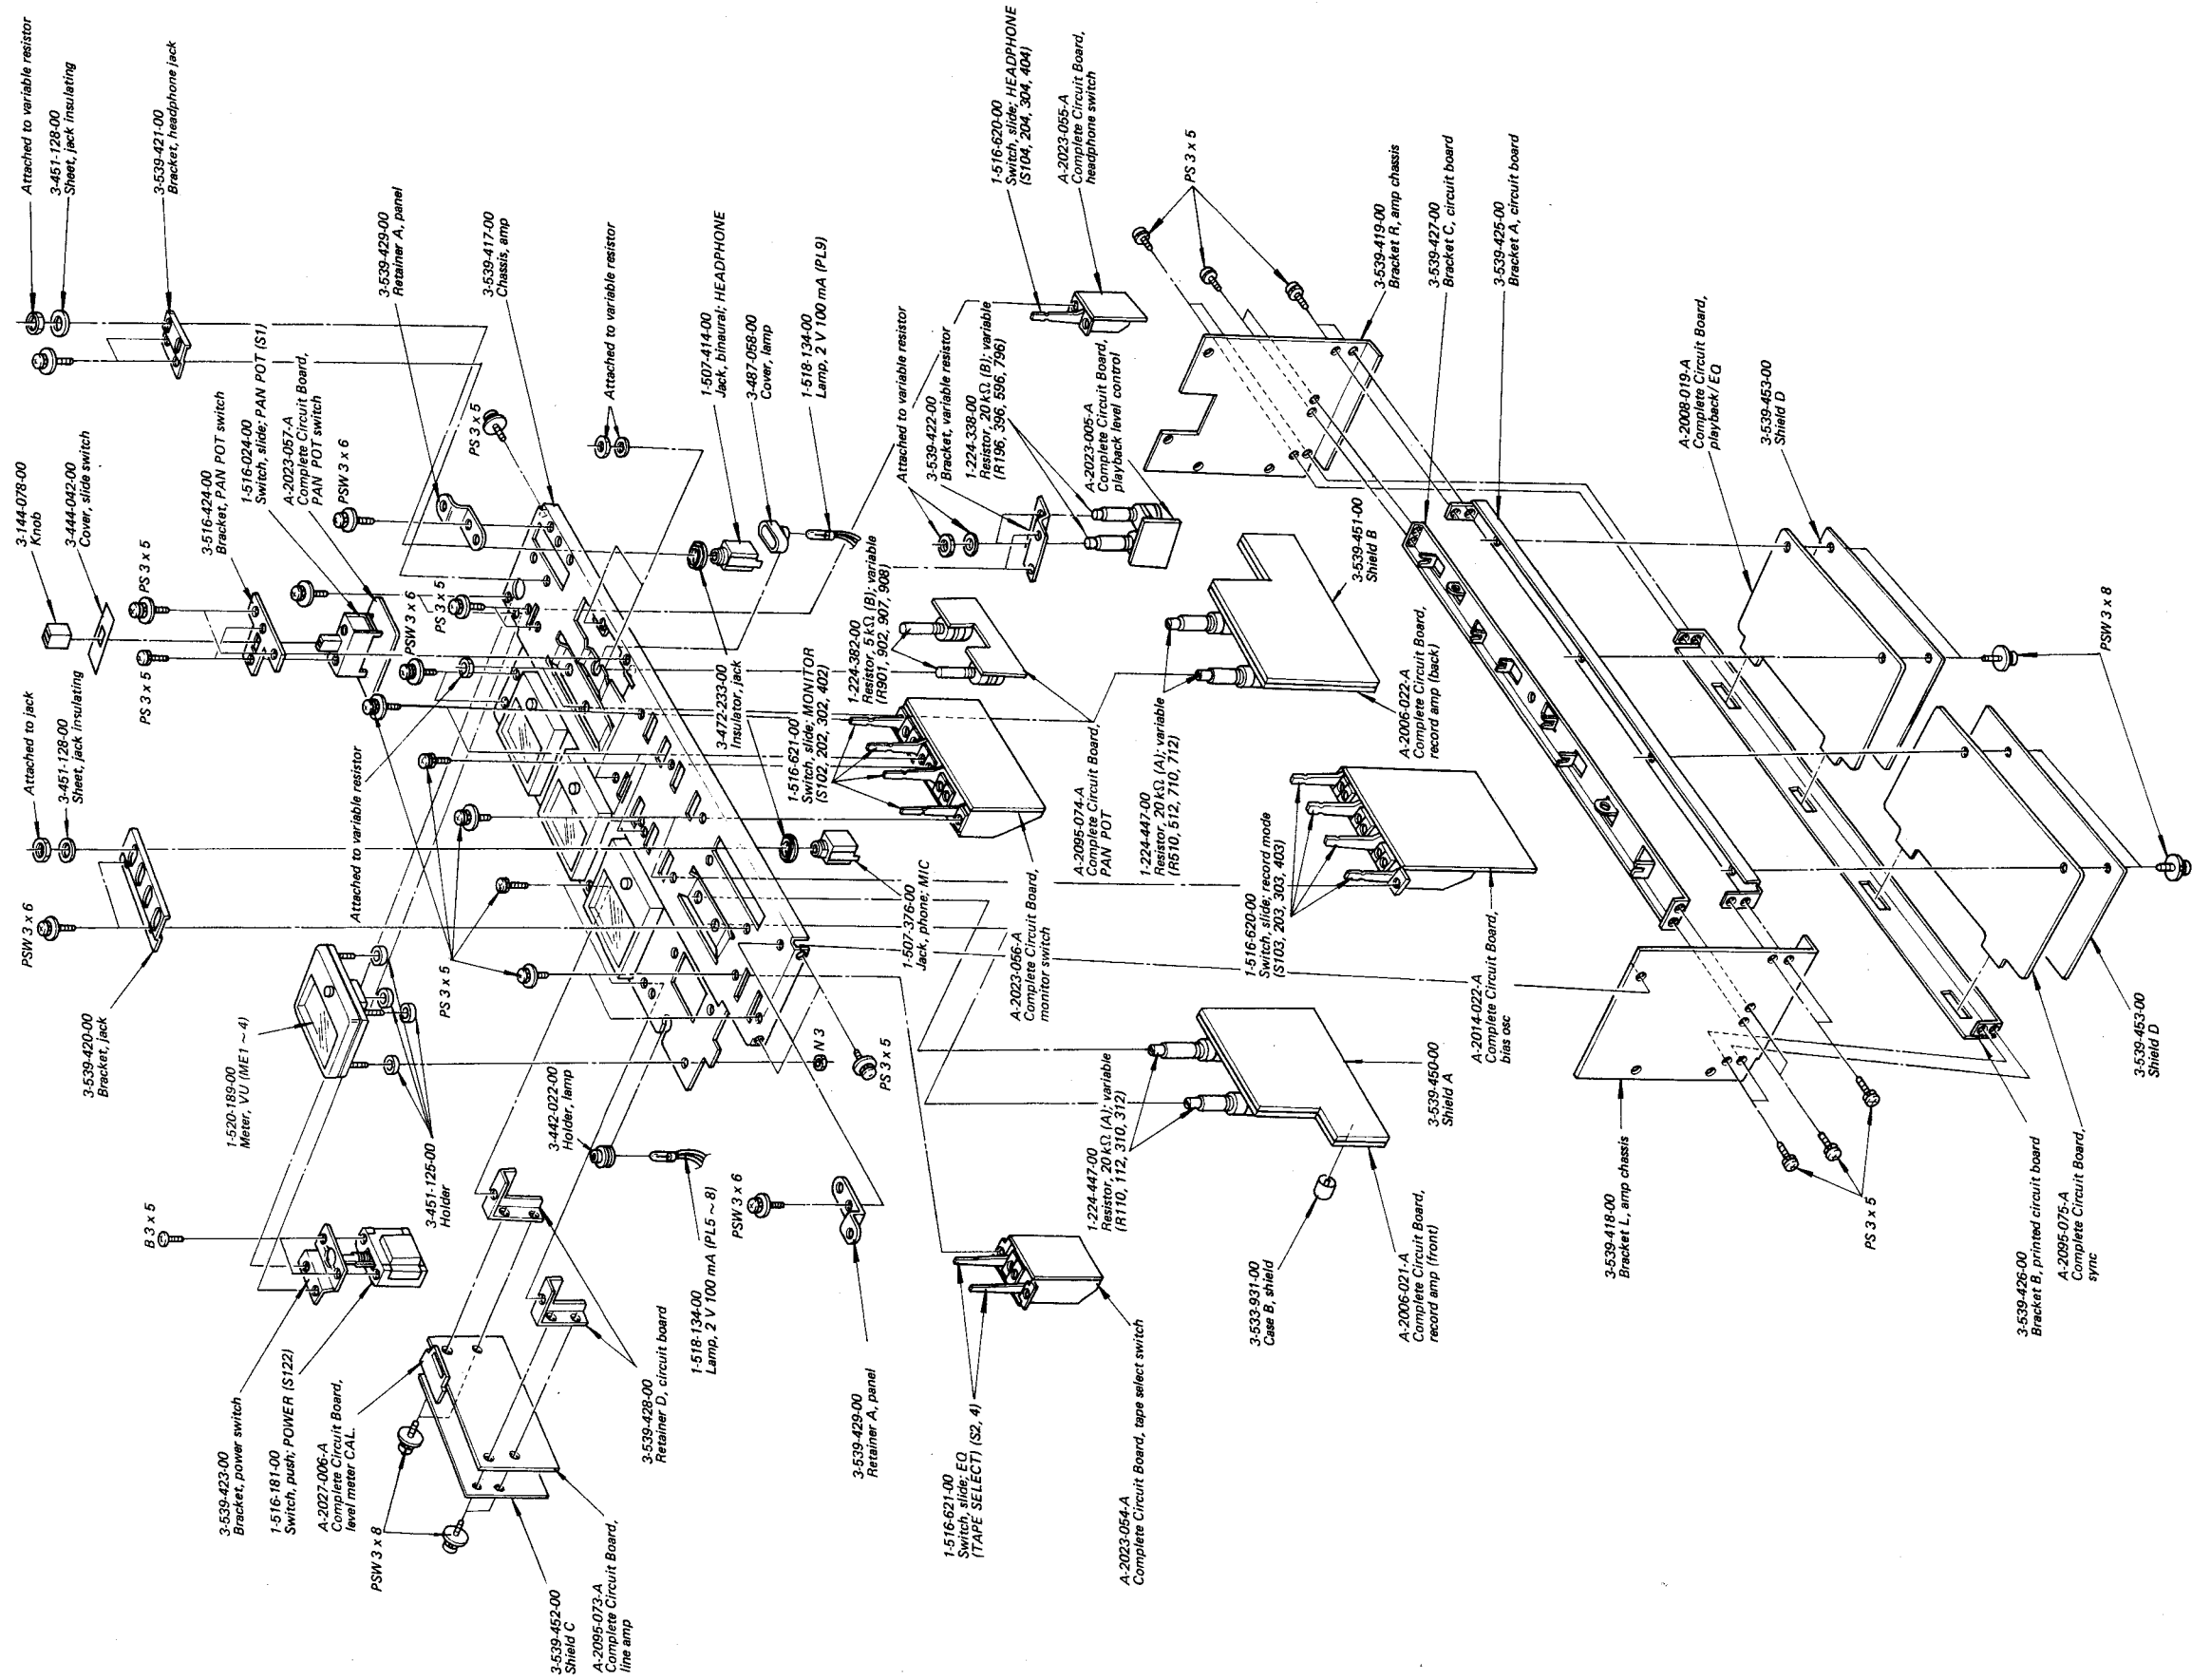 Attached to variable resistor
3-451-128-00
Sheet, jack insulating
3-539-421-00
Bracket, headphone jack
3-144-078-00
Knob
3-444-042-00
Cover, slide switch
PS 3 x 5
PS 3 x 5
3-516-424-00
Bracket, PAN POT switch
1-516-024-00
Switch, slide; PAN POT (S1)
A-2023-057-A
Complete Circuit Board,
PAN POT switch
PSW 3 x 6
3-539-429-00
Retainer A, panel
PS 3 x 5
3-539-417-00
Chassis, amp
Attached to variable resistor
1-507-414-00
Jack, binaural; HEADPHONE
3-487-058-00
Cover, lamp
1-518-134-00
Lamp, 2 V 100 mA (PL9)
Attached to variable resistor
3-539-422-00
Bracket, variable resistor
1-224-338-00
Resistor, 20 kΩ (B); variable
(R196, 396, 596, 796)
A-2023-005-A
Complete Circuit Board,
playback level control
1-516-620-00
Switch, slide; HEADPHONE
(S104, 204, 304, 404)
A-2023-055-A
Complete Circuit Board,
headphone switch
PS 3 x 5
3-539-419-00
Bracket R, amp chassis
3-539-427-00
Bracket C, circuit board
3-539-425-00
Bracket A, circuit board
A-2008-019-A
Complete Circuit Board,
playback/EQ
3-539-453-00
Shield D
PSW 3 x 8
PSW 3 x 6
Attached to jack
3-451-128-00
Sheet, jack insulating
3-539-420-00
Bracket, jack
Attached to variable resistor
PSW 3 x 6
PS 3 x 5
3-472-233-00
Insulator, jack
1-224-382-00
Resistor, 5 kΩ (B); variable
(R901, 902, 907, 908)
1-516-621-00
Switch, slide; MONITOR
(S102, 202, 302, 402)
3-539-451-00
Shield B
A-2006-022-A
Complete Circuit Board,
record amp (back)
A-2095-074-A
Complete Circuit Board,
PAN POT
1-224-447-00
Resistor, 20 kΩ (A); variable
(R510, 512, 710, 712)
1-507-376-00
Jack, phone; MIC
A-2023-056-A
Complete Circuit Board,
monitor switch
1-516-620-00
Switch, slide; record mode
(S103, 203, 303, 403)
A-2014-022-A
Complete Circuit Board,
bias osc
1-520-189-00
Meter, VU (ME1 ~ 4)
PS 3 x 5
3-451-125-00
Holder
B 3 x 5
N 3
PS 3 x 5
3-442-022-00
Holder, lamp
1-518-134-00
Lamp, 2 V 100 mA (PL5 ~ 8)
PSW 3 x 6
3-539-429-00
Retainer A, panel
3-539-428-00
Retainer D, circuit board
3-539-423-00
Bracket, power switch
1-516-181-00
Switch, push; POWER (S122)
A-2027-006-A
Complete Circuit Board,
level meter CAL.
PSW 3 x 8
3-539-452-00
Shield C
A-2095-073-A
Complete Circuit Board,
line amp
1-516-621-00
Switch, slide; EQ
(TAPE SELECT) (S2, 4)
A-2023-054-A
Complete Circuit Board, tape select switch
1-224-447-00
Resistor, 20 kΩ (A); variable
(R110, 112, 310, 312)
3-539-450-00
Shield A
3-533-931-00
Case B, shield
A-2006-021-A
Complete Circuit Board,
record amp (front)
3-539-418-00
Bracket L, amp chassis
PS 3 x 5
3-539-426-00
Bracket B, printed circuit board
A-2095-075-A
Complete Circuit Board,
sync
3-539-453-00
Shield D